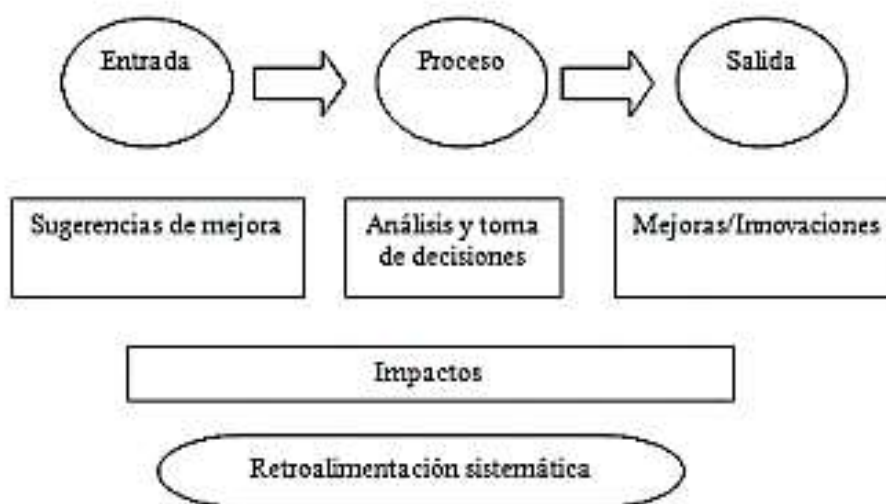 Entrada
Proceso
Salida
Sugerencias de mejora
Análisis y toma
de decisiones
Mejoras/Innovaciones
Impactos
Retroalimentación sistemática